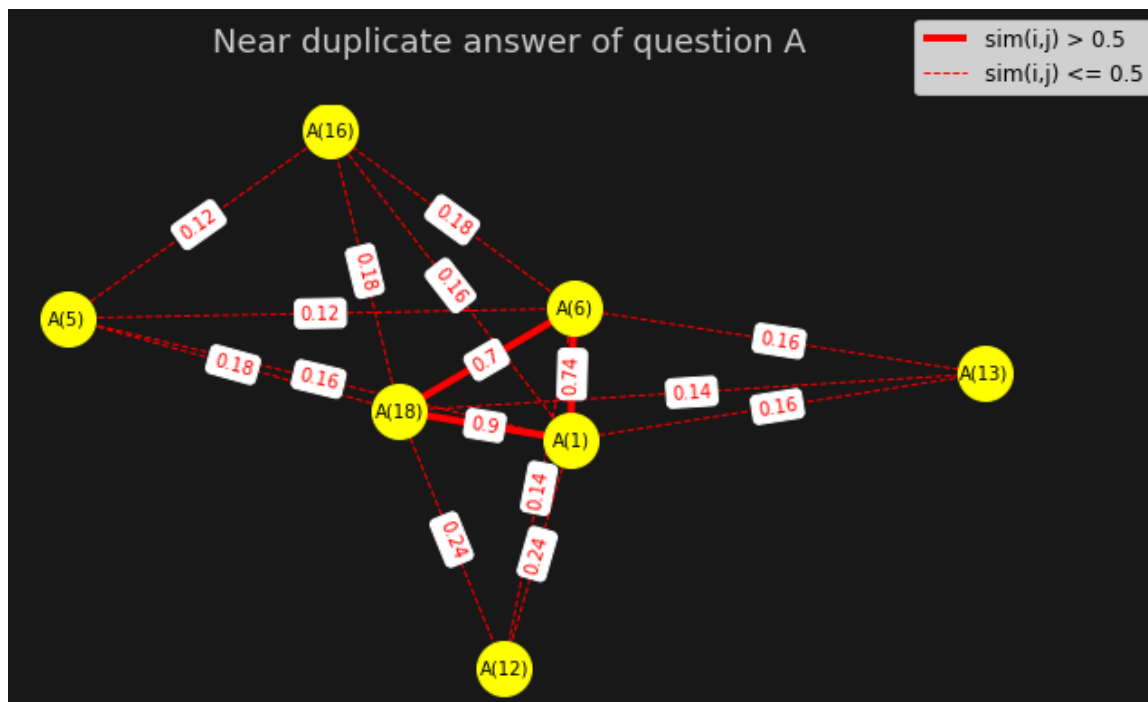 Near duplicate answer of question A
sim(i,j) > 0.5
sim(i,j) <= 0.5
A(16)
0.12
0.18
0.18
0.16
A(5)
0.12
A(6)
0.16
0.18
0.16
0.7
0.74
A(13)
0.14
0.16
A(18)
0.9
A(1)
0.14
0.24
0.24
A(12)